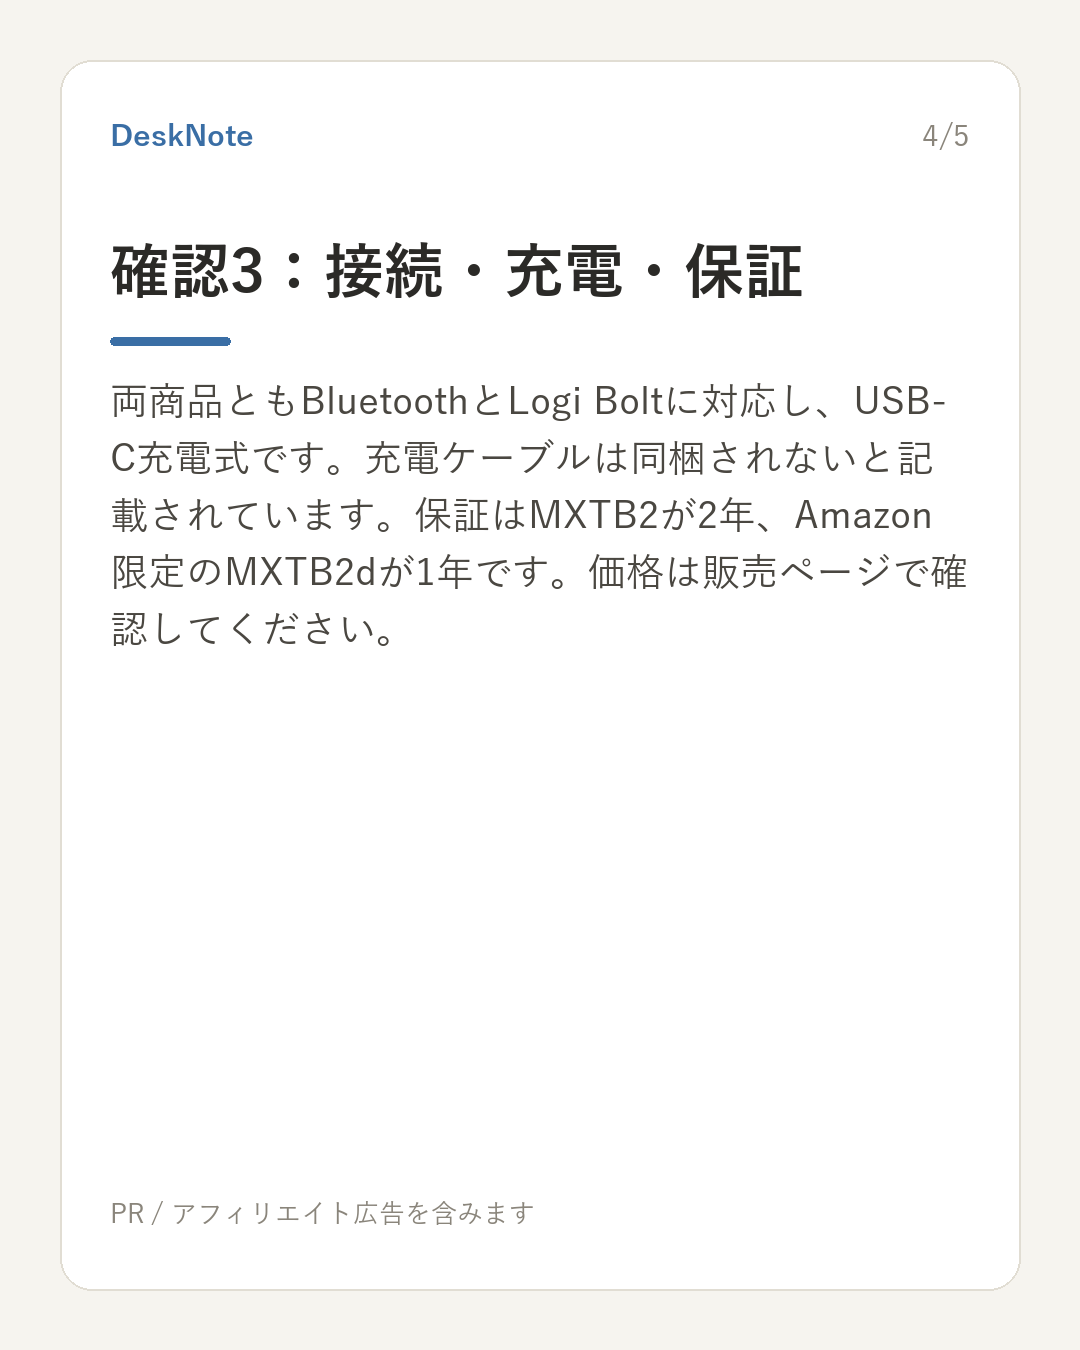 DeskNote
4/5
確認3：接続・充電・保証
両商品ともBluetoothとLogi Boltに対応し、USB-
C充電式です。充電ケーブルは同梱されないと記
載されています。保証はMXTB2が2年、Amazon
限定のMXTB2dが1年です。価格は販売ページで確
認してください。
PR / アフィリエイト広告を含みます